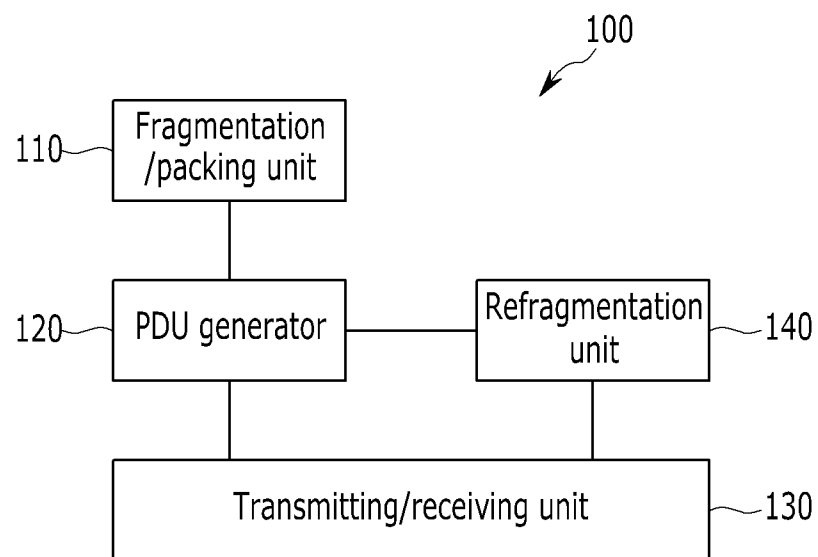 100
110
Fragmentation
/packing unit
120
PDU generator
Refragmentation
unit
140
Transmitting/receiving unit
130